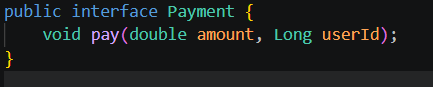 public interface Payment {
    void pay(double amount, Long userId);
}